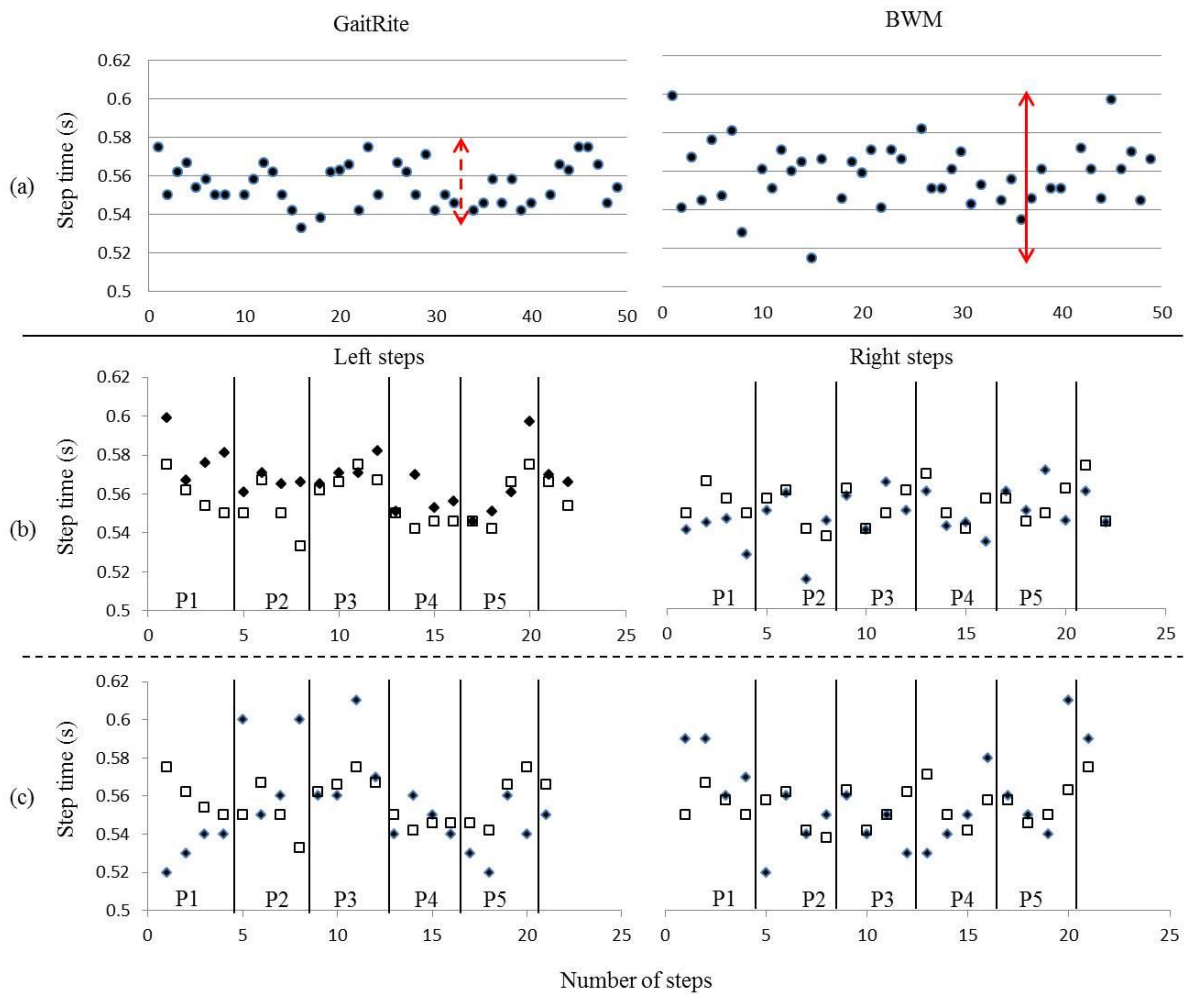 GaitRite BWM
(a)
Step time (s)
0.62
0.6
0.58
0.56
0.54
0.52
0.5
0 10 20 30 40 50 0 10 20 30 40 50
Left steps Right steps
(b)
Step time (s)
0.62
0.6
0.58
0.56
0.54
0.52
0.5
P1 P2 P3 P4 P5 P1 P2 P3 P4 P5
0 5 10 15 20 25 0 5 10 15 20 25
(c)
Step time (s)
0.62
0.6
0.58
0.56
0.54
0.52
0.5
P1 P2 P3 P4 P5 P1 P2 P3 P4 P5
0 5 10 15 20 25 0 5 10 15 20 25
Number of steps